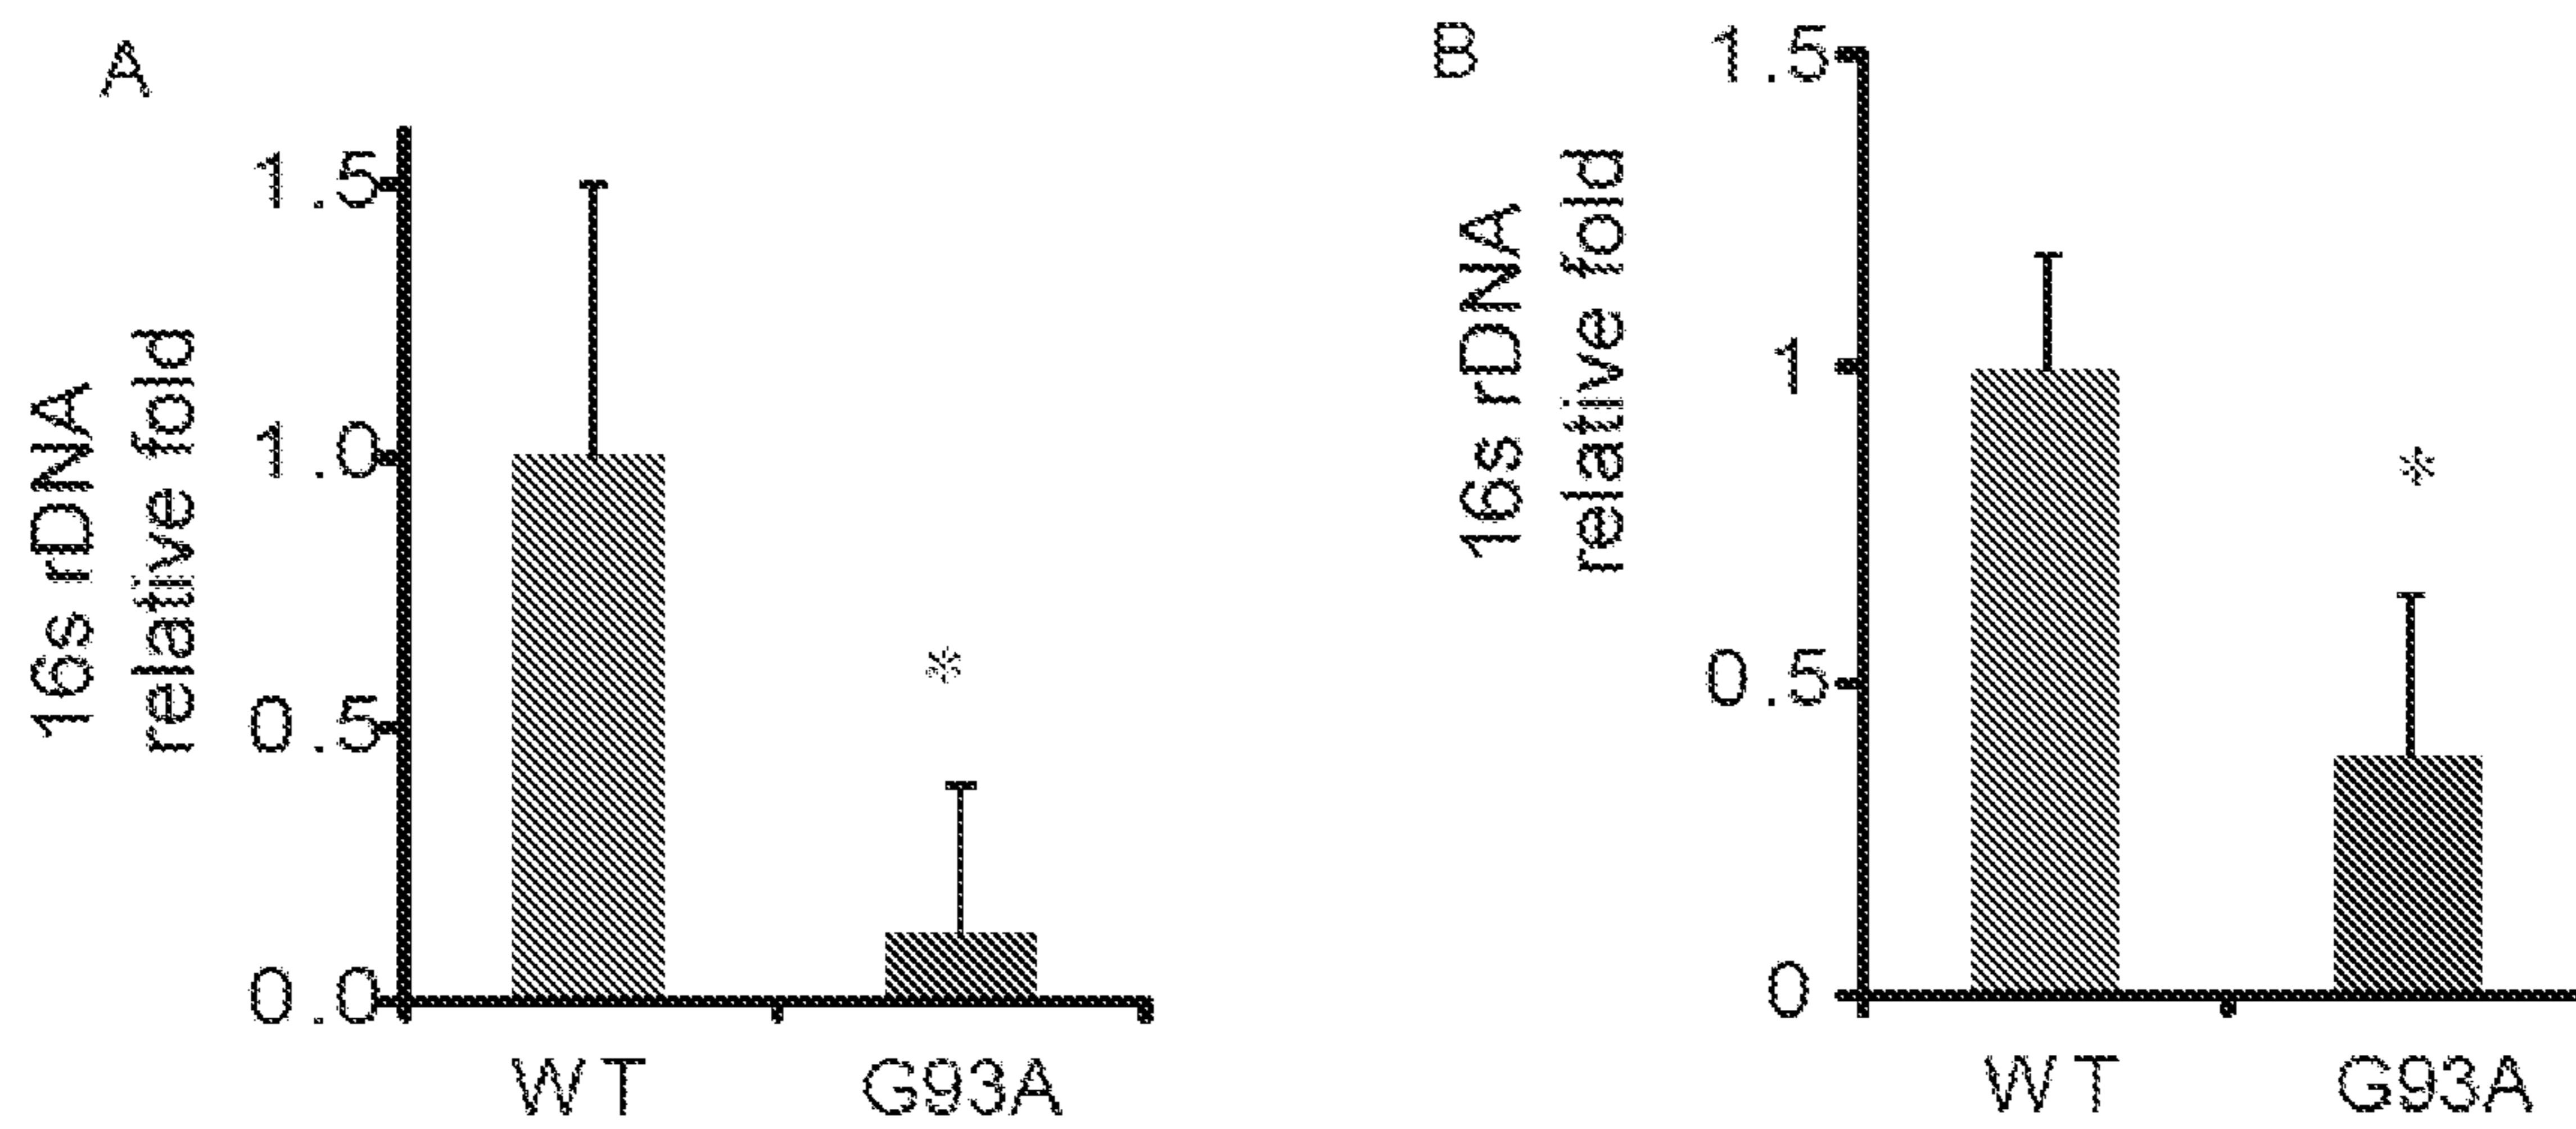 A
16s rDNA
relative fold
1.5
1.0
0.5
0.0
*
WT
G93A
B
16s rDNA
relative fold
1.5
1
0.5
0
*
WT
G93A